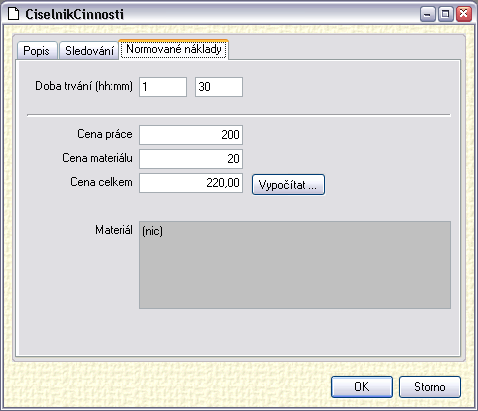 CiselnikCinnosti
Popis Sledování Normované náklady
Doba trvání (hh:mm) 1 30
Cena práce 200
Cena materiálu 20
Cena celkem 220,00 Vypočítat ...
Materiál (nic)
OK Storno